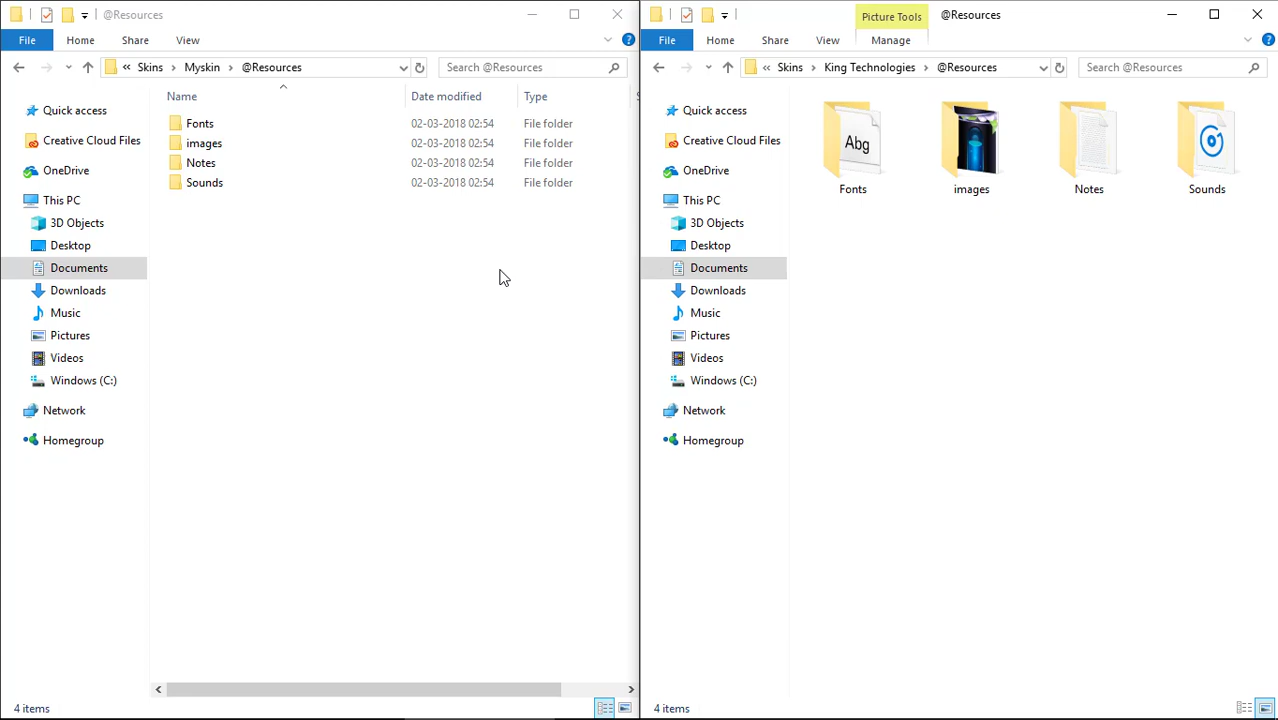 @Resources
File Home Share View
Skins Myskin @Resources Search @Resources
Name Date modified Type
Quick access
Creative Cloud Files
OneDrive
This PC
3D Objects
Desktop
Documents
Downloads
Music
Pictures
Videos
Windows (C:)
Network
Homegroup
Fonts 02-03-2018 02:54 File folder
images 02-03-2018 02:54 File folder
Notes 02-03-2018 02:54 File folder
Sounds 02-03-2018 02:54 File folder
4 items
Picture Tools @Resources
File Home Share View Manage
Skins King Technologies @Resources Search @Resources
Quick access
Creative Cloud Files
OneDrive
This PC
3D Objects
Desktop
Documents
Downloads
Music
Pictures
Videos
Windows (C:)
Network
Homegroup
Abg
Fonts images Notes Sounds
4 items